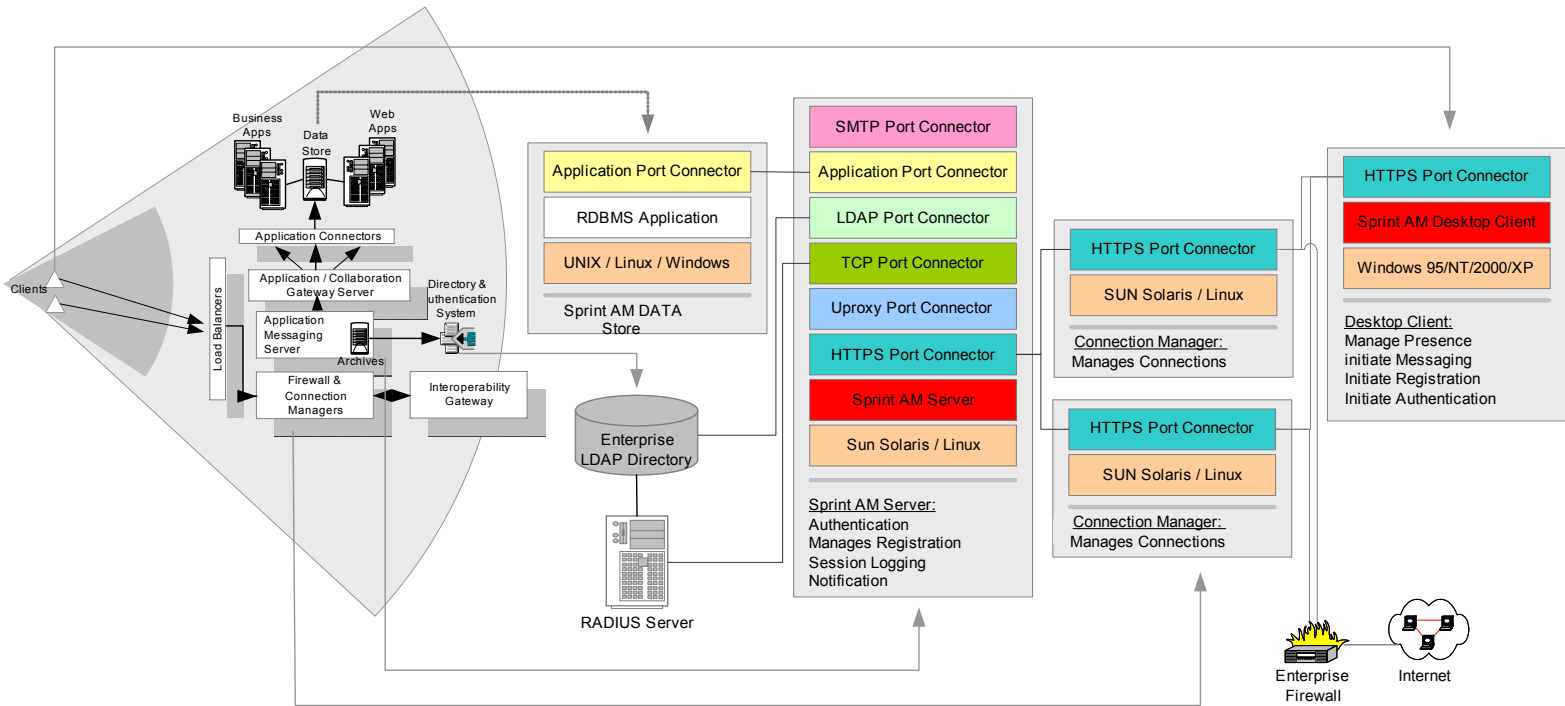 Business
Apps
Data
Store
Web
Apps
Application Connectors
Application / Collaboration
Gateway Server
Directory &
uthentication
System
Clients
Load Balancers
Application
Messaging
Server
Archives
Firewall &
Connection
Managers
Interoperability
Gateway
Application Port Connector
RDBMS Application
UNIX / Linux / Windows
Sprint AM DATA
Store
Enterprise
LDAP Directory
RADIUS Server
SMTP Port Connector
Application Port Connector
LDAP Port Connector
TCP Port Connector
Uproxy Port Connector
HTTPS Port Connector
Sprint AM Server
Sun Solaris / Linux
Sprint AM Server:
Authentication
Manages Registration
Session Logging
Notification
HTTPS Port Connector
SUN Solaris / Linux
Connection Manager:
Manages Connections
HTTPS Port Connector
SUN Solaris / Linux
Connection Manager:
Manages Connections
HTTPS Port Connector
Sprint AM Desktop Client
Windows 95/NT/2000/XP
Desktop Client:
Manage Presence
initiate Messaging
Initiate Registration
Initiate Authentication
Enterprise
Firewall
Internet